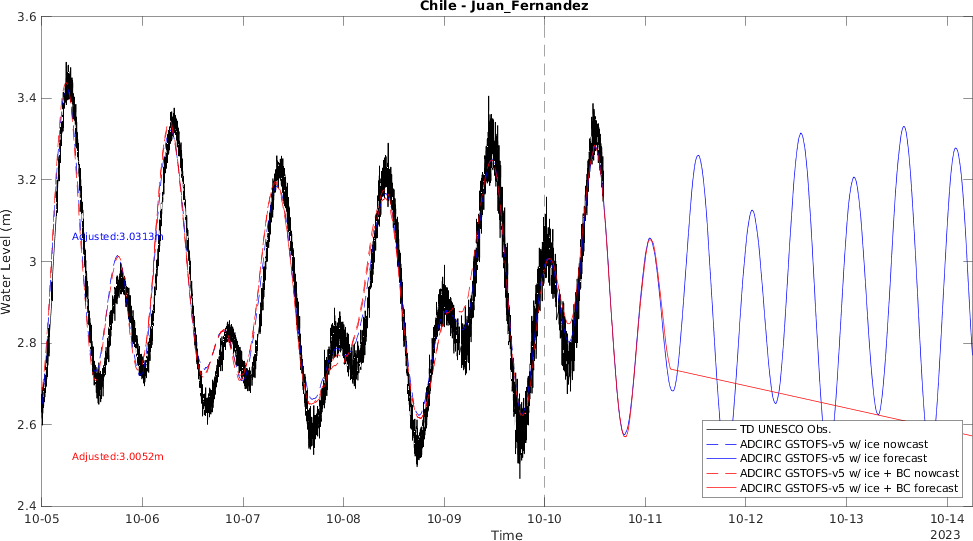 Chile - Juan_Fernandez
3.6
3.4
3.2
3
2.8
2.6
2.4
Water Level (m)
Adjusted:3.0313m
Adjusted:3.0052m
TD UNESCO Obs.
ADCIRC GSTOFS-v5 w/ ice nowcast
ADCIRC GSTOFS-v5 w/ ice forecast
ADCIRC GSTOFS-v5 w/ ice + BC nowcast
ADCIRC GSTOFS-v5 w/ ice + BC forecast
10-05 10-06 10-07 10-08 10-09 10-10 10-11 10-12 10-13 10-14
2023
Time